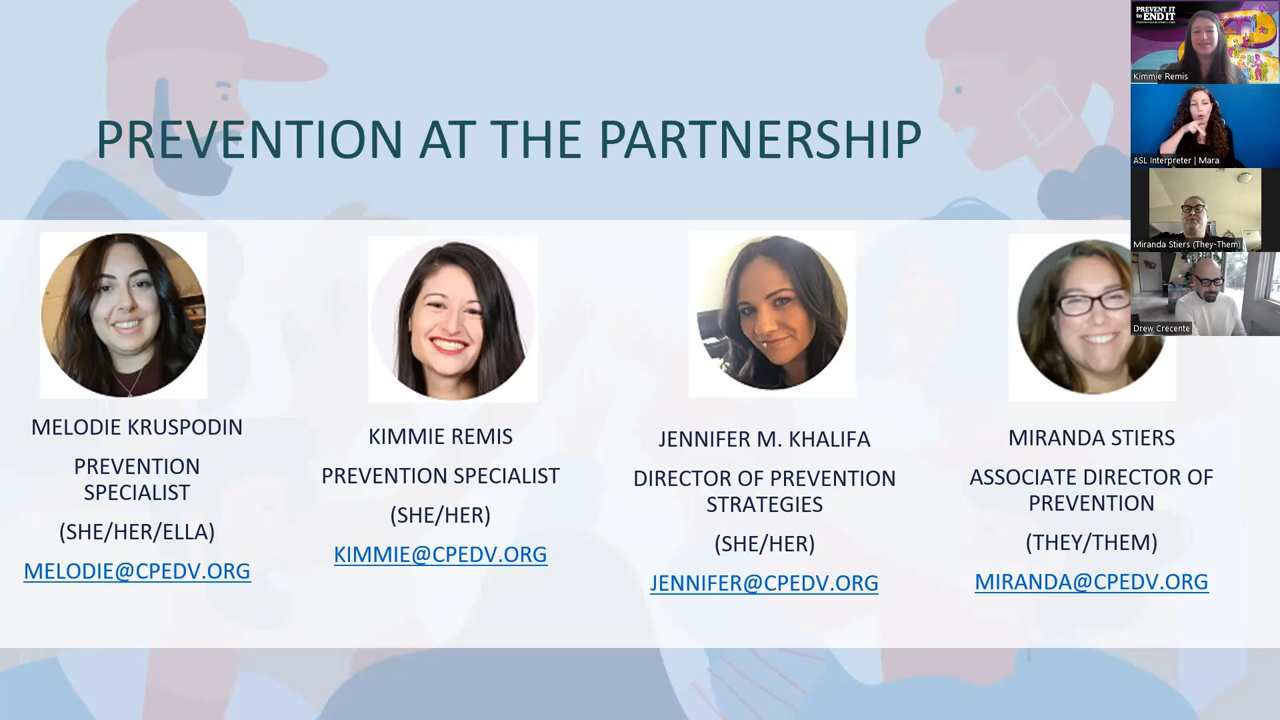 PREVENTION AT THE PARTNERSHIP
MELODIE KRUSPODIN
PREVENTION
SPECIALIST
(SHE/HER/ELLA)
MELODIE@CPEDV.ORG
KIMMIE REMIS
PREVENTION SPECIALIST
(SHE/HER)
KIMMIE@CPEDV.ORG
JENNIFER M. KHALIFA
DIRECTOR OF PREVENTION
STRATEGIES
(SHE/HER)
JENNIFER@CPEDV.ORG
MIRANDA STIERS
ASSOCIATE DIRECTOR OF
PREVENTION
(THEY/THEM)
MIRANDA@CPEDV.ORG
PREVENT IT
to END IT
Kimmie Remis
ASL Interpreter | Mara
Miranda Stiers (They-Them)
Drew Crecente